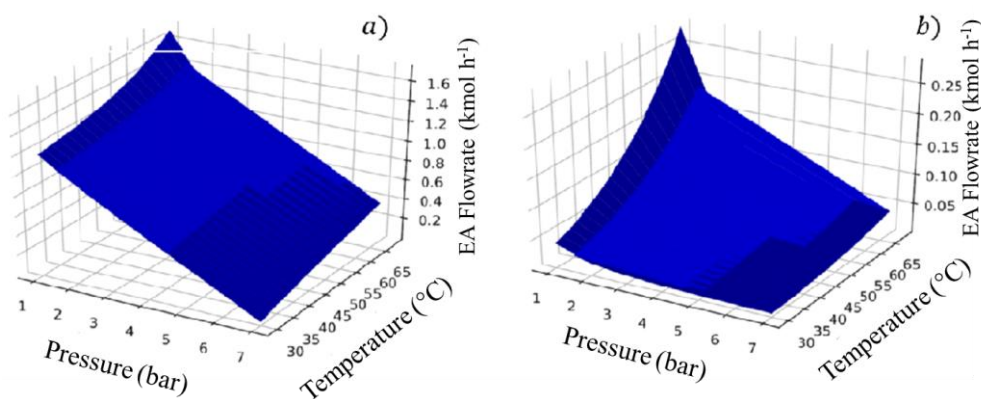 a)
1.6
1.4
1.2
1.0
0.8
0.6
0.4
0.2
EA Flowrate (kmol h-1)
1 2 3 4 5 6 7
Pressure (bar)
30 35 40 45 50 55 60 65
Temperature (°C)
b)
0.25
0.20
0.15
0.10
0.05
EA Flowrate (kmol h-1)
1 2 3 4 5 6 7
Pressure (bar)
30 35 40 45 50 55 60 65
Temperature (°C)